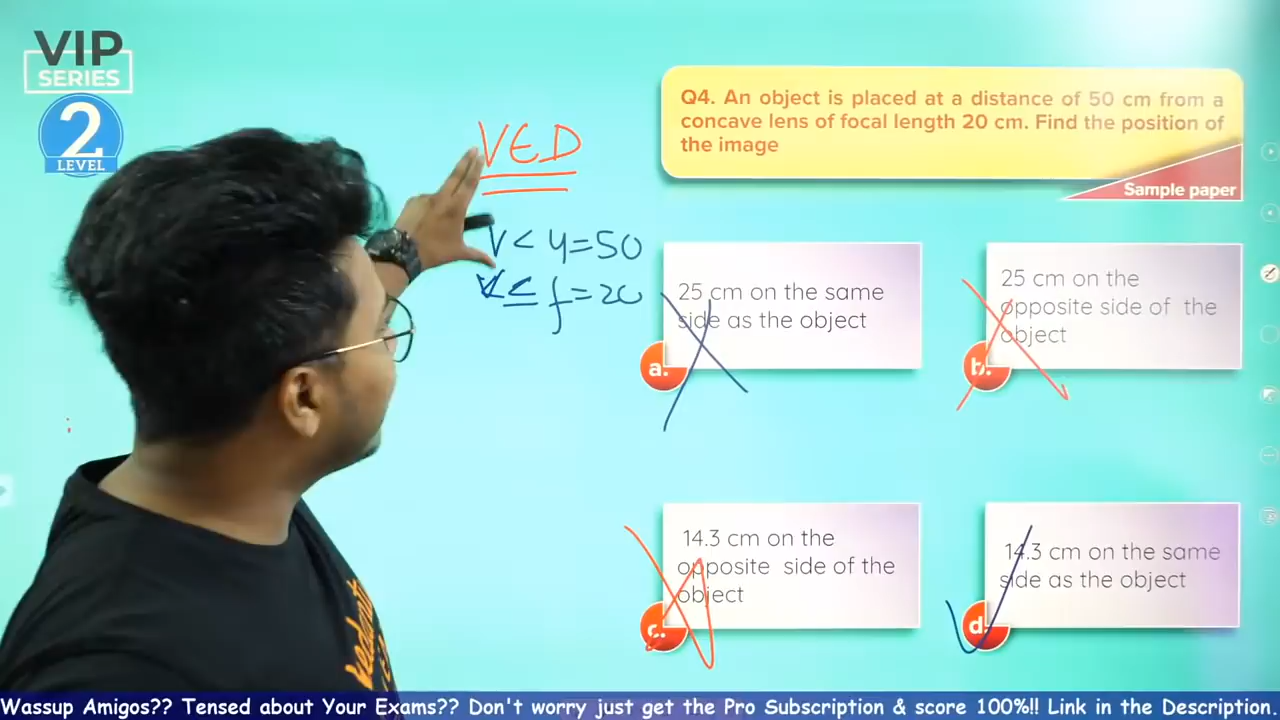 VIP
SERIES
2
LEVEL
VED
V < u = 50
V ≤ f = 20
Q4. An object is placed at a distance of 50 cm from a
concave lens of focal length 20 cm. Find the position of
the image
Sample paper
25 cm on the same
side as the object
a.
25 cm on the
opposite side of the
object
b.
14.3 cm on the
opposite side of the
object
c.
14.3 cm on the same
side as the object
d.
Wassup Amigos?? Tensed about Your Exams?? Don't worry just get the Pro Subscription & score 100%!! Link in the Description.